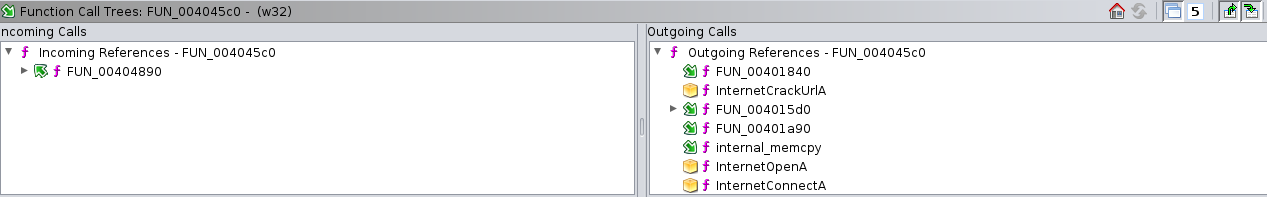 Function Call Trees: FUN_004045c0 - (w32)
5
ncoming Calls
Incoming References - FUN_004045c0
FUN_00404890
Outgoing Calls
Outgoing References - FUN_004045c0
FUN_00401840
InternetCrackUrlA
FUN_004015d0
FUN_00401a90
internal_memcpy
InternetOpenA
InternetConnectA